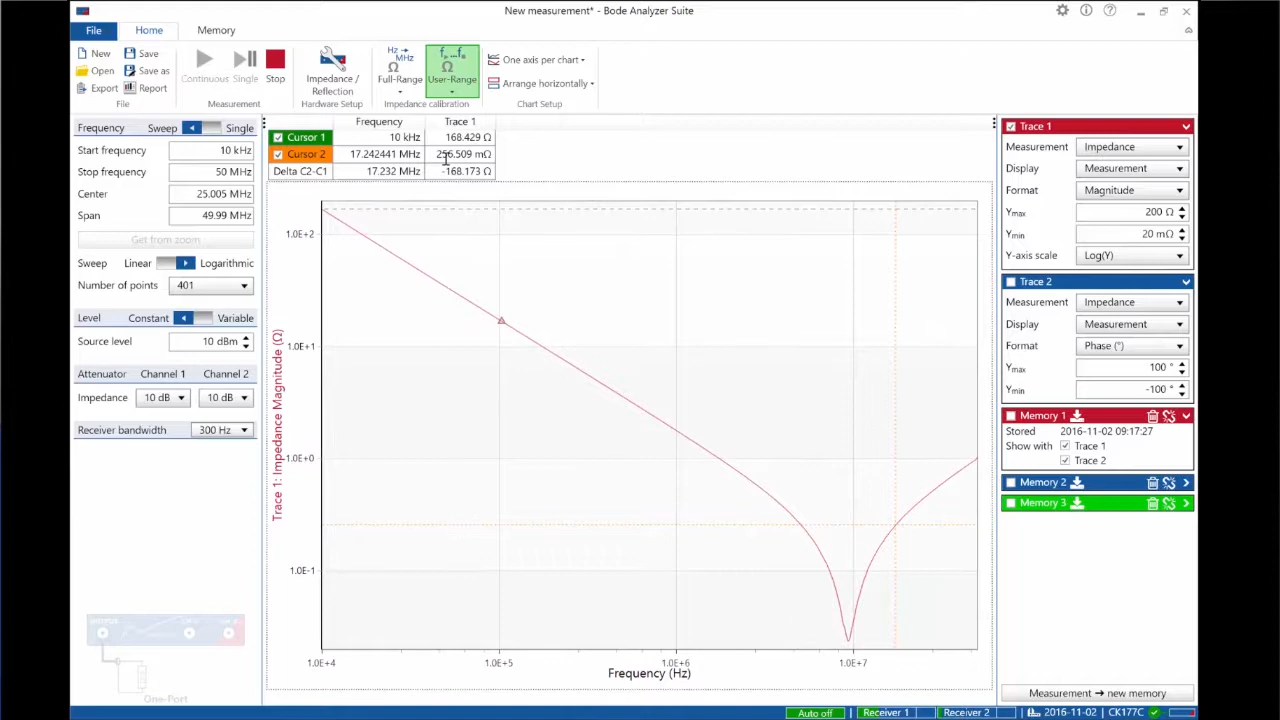 New measurement* - Bode Analyzer Suite
File Home Memory
New Save
Open Save as
Export Report
File
Continuous Single Stop
Measurement
Impedance /
Reflection
Hardware Setup
Hz
MHz
Ω
Full-Range
Ω
User-Range
Impedance calibration
One axis per chart
Arrange horizontally
Chart Setup
Frequency Sweep Single
Start frequency 10 kHz
Stop frequency 50 MHz
Center 25.005 MHz
Span 49.99 MHz
Get from zoom
Sweep Linear Logarithmic
Number of points 401
Level Constant Variable
Source level 10 dBm
Attenuator Channel 1 Channel 2
Impedance 10 dB 10 dB
Receiver bandwidth 300 Hz
One-Port
Frequency Trace 1
Cursor 1 10 kHz 168.429 Ω
Cursor 2 17.242441 MHz 256.509 mΩ
Delta C2-C1 17.232 MHz -168.173 Ω
Trace 1: Impedance Magnitude (Ω)
1.0E+2
1.0E+1
1.0E+0
1.0E-1
1.0E+4 1.0E+5 1.0E+6 1.0E+7
Frequency (Hz)
Trace 1
Measurement Impedance
Display Measurement
Format Magnitude
Ymax 200 Ω
Ymin 20 mΩ
Y-axis scale Log(Y)
Trace 2
Measurement Impedance
Display Measurement
Format Phase (°)
Ymax 100 °
Ymin -100 °
Memory 1
Stored 2016-11-02 09:17:27
Show with Trace 1
Trace 2
Memory 2
Memory 3
Measurement → new memory
Auto off Receiver 1 Receiver 2 2016-11-02 CK177C